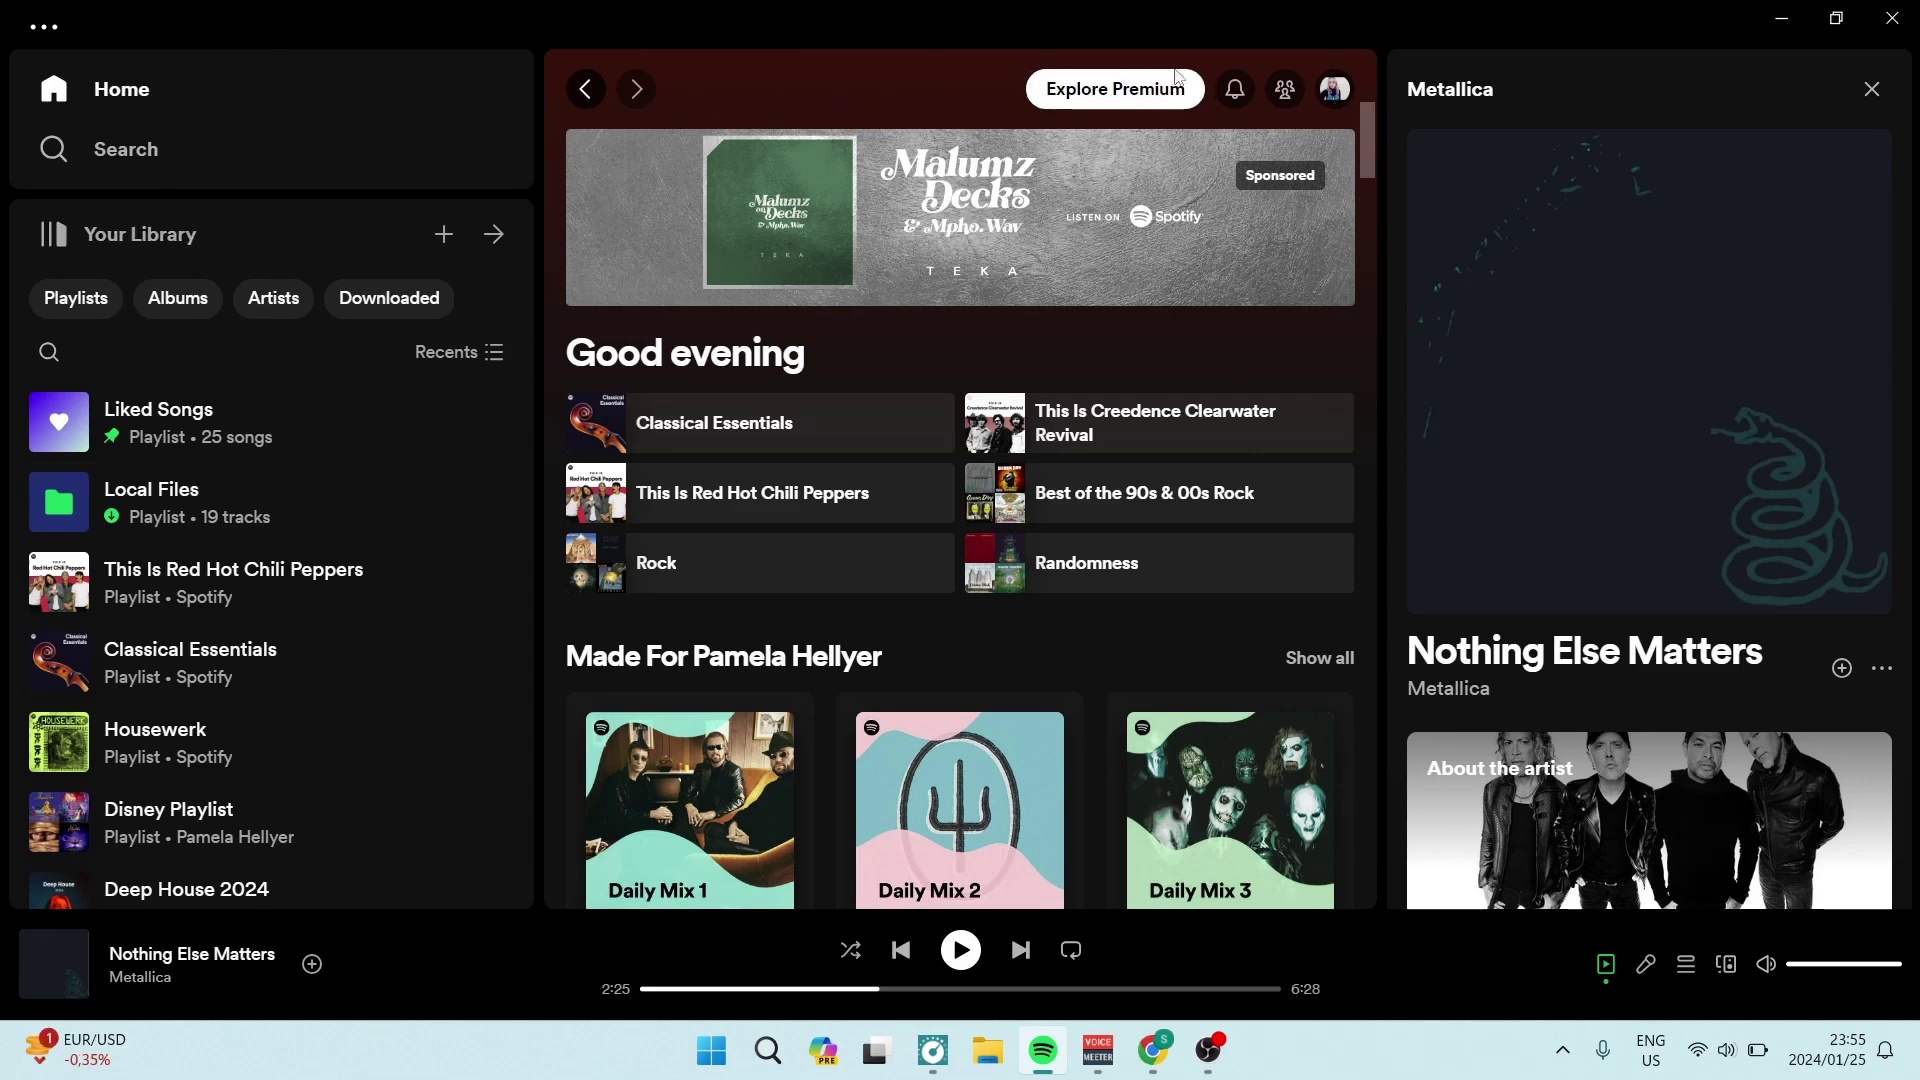 Home
Search
Your Library
Playlists
Albums
Artists
Downloaded
Recents
Liked Songs
Playlist • 25 songs
Local Files
Playlist • 19 tracks
This Is Red Hot Chili Peppers
Playlist • Spotify
Classical Essentials
Playlist • Spotify
Housewerk
Playlist • Spotify
Disney Playlist
Playlist • Pamela Hellyer
Deep House 2024
Explore Premium
Malumz
on Decks
& Mpho.Wav
TEKA
Malumz
Decks
& Mpho.Wav
TEKA
LISTEN ON Spotify
Sponsored
Good evening
Classical Essentials
This Is Creedence Clearwater
Revival
This Is Red Hot Chili Peppers
Best of the 90s & 00s Rock
Rock
Randomness
Made For Pamela Hellyer
Show all
Daily Mix 1
Daily Mix 2
Daily Mix 3
Metallica
Nothing Else Matters
Metallica
About the artist
Nothing Else Matters
Metallica
2:25
6:28
1
EUR/USD
-0,35%
PRE
VOICE
MEETER
S
ENG
US
23:55
2024/01/25